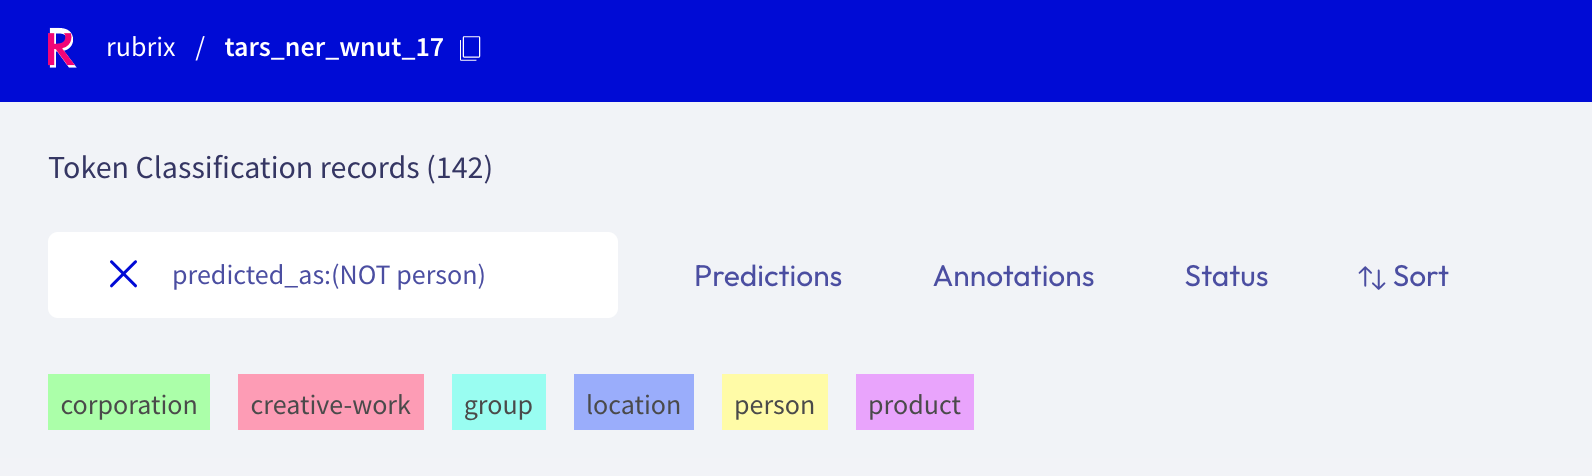 R rubrix / tars_ner_wnut_17
Token Classification records (142)
predicted_as:(NOT person) Predictions Annotations Status Sort
corporation creative-work group location person product